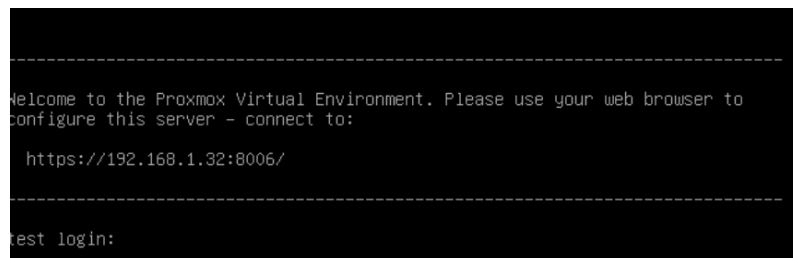 Welcome to the Proxmox Virtual Environment. Please use your web browser to
configure this server - connect to:
https://192.168.1.32:8006/
test login: